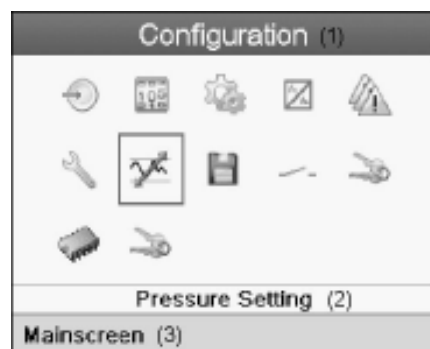 Configuration (1)
Pressure Setting (2)
Mainscreen (3)